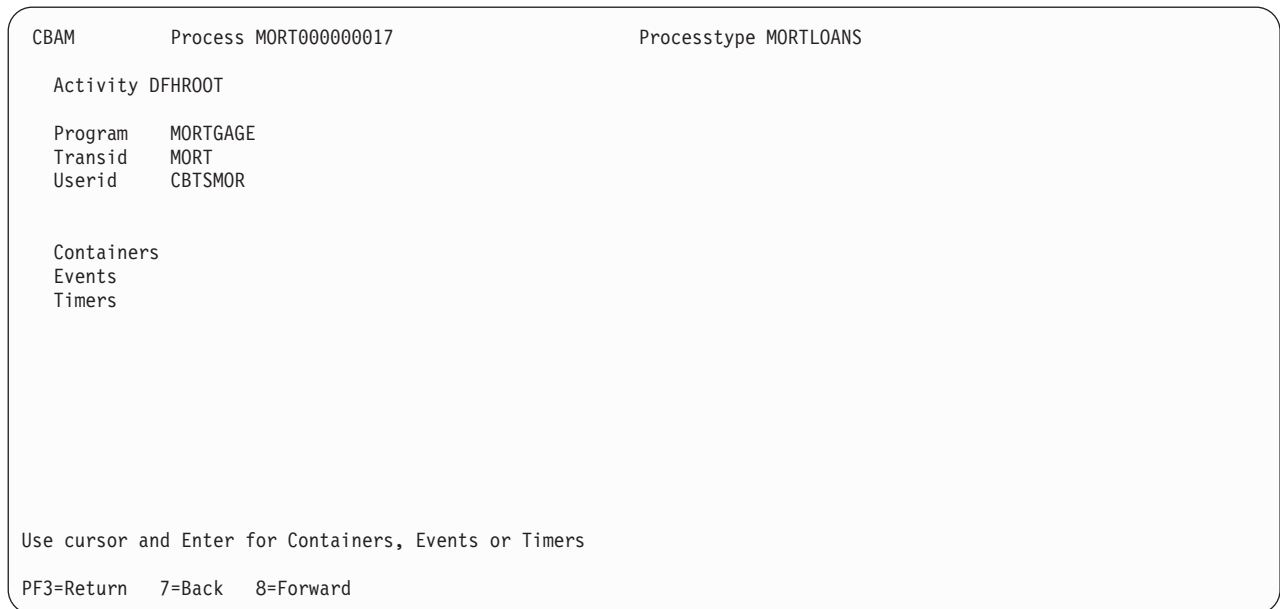 CBAM Process MORT000000017 Processtype MORTLOANS
Activity DFHROOT
Program MORTGAGE
Transid MORT
Userid CBTSMOR
Containers
Events
Timers
Use cursor and Enter for Containers, Events or Timers
PF3=Return 7=Back 8=Forward